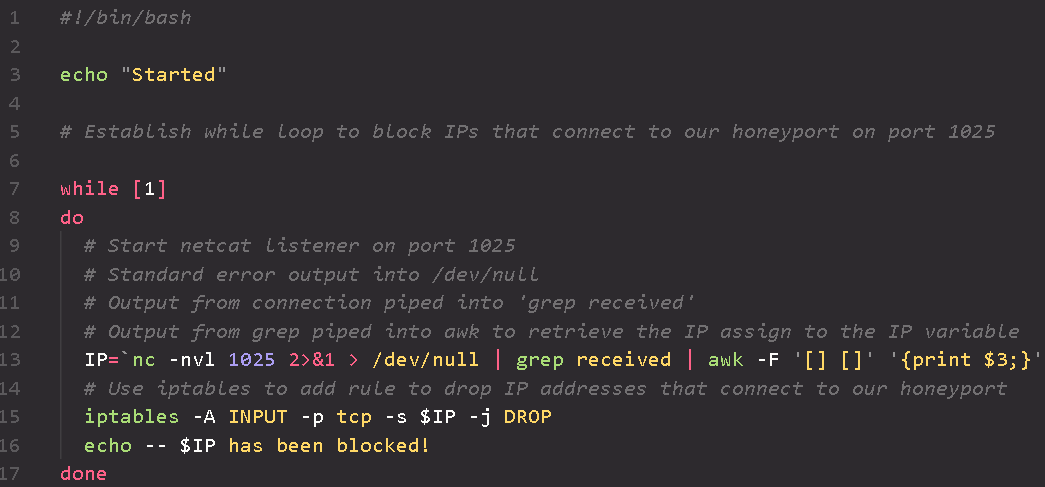 1 #!/bin/bash
2
3 echo "Started"
4
5 # Establish while loop to block IPs that connect to our honeyport on port 1025
6
7 while [1]
8 do
9 # Start netcat listener on port 1025
10 # Standard error output into /dev/null
11 # Output from connection piped into 'grep received'
12 # Output from grep piped into awk to retrieve the IP assign to the IP variable
13 IP=`nc -nvl 1025 2>&1 > /dev/null | grep received | awk -F '[] []' '{print $3;}'
14 # Use iptables to add rule to drop IP addresses that connect to our honeyport
15 iptables -A INPUT -p tcp -s $IP -j DROP
16 echo -- $IP has been blocked!
17 done